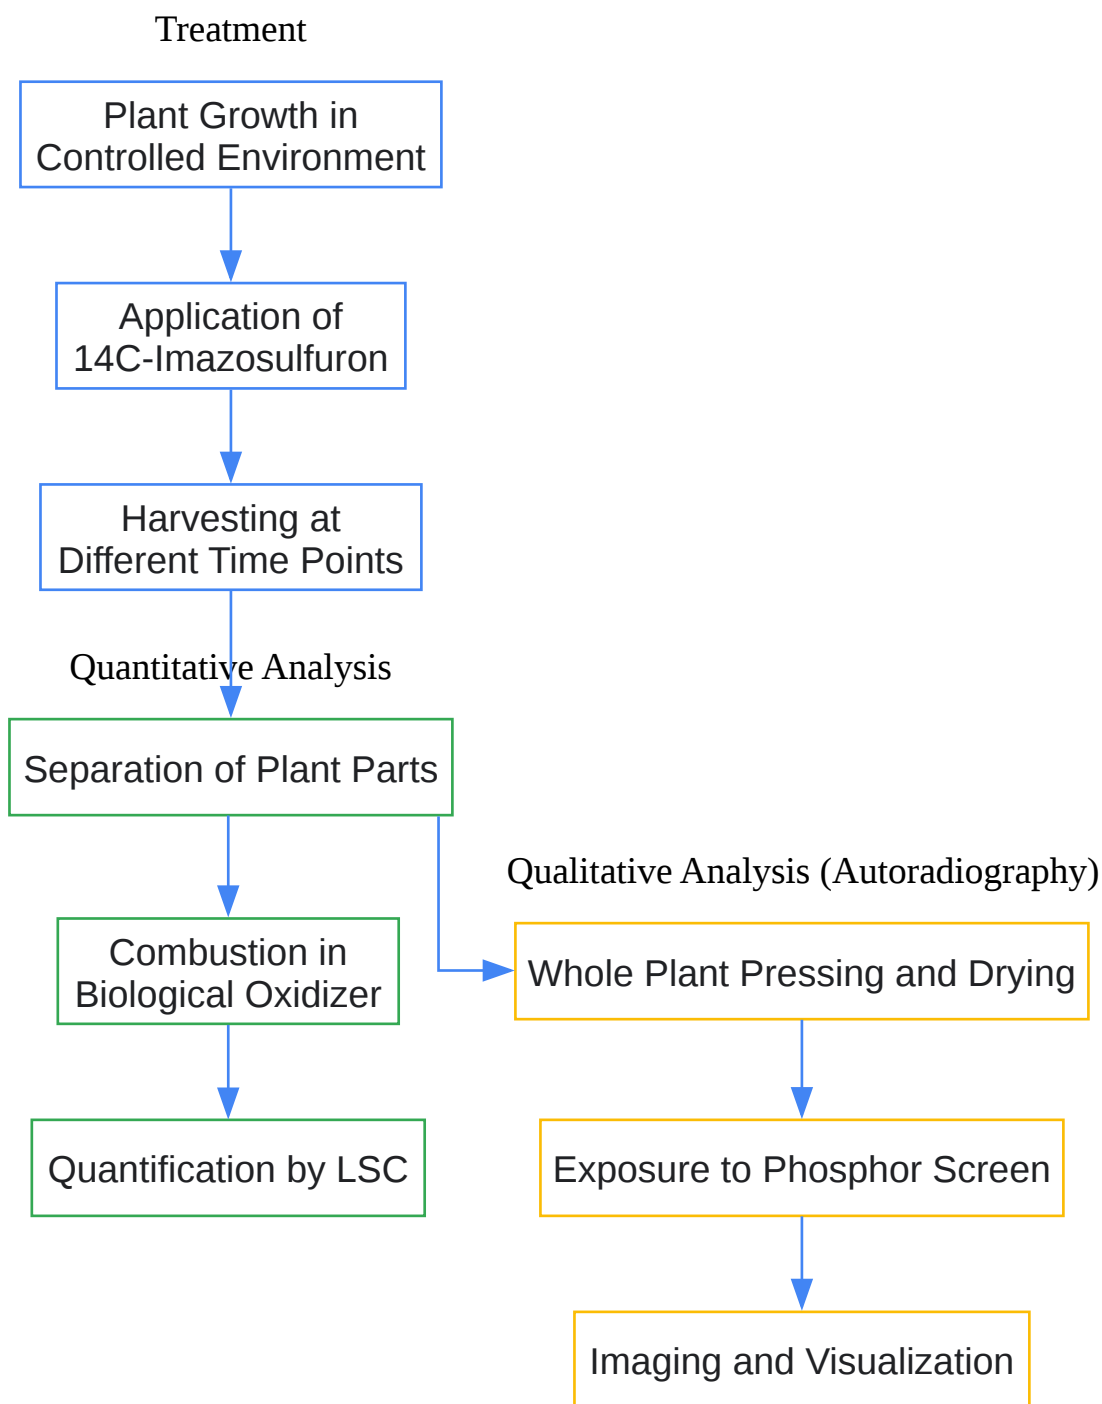 Treatment
Plant Growth in
Controlled Environment
Application of
14C-Imazosulfuron
Harvesting at
Different Time Points
Quantitative Analysis
Separation of Plant Parts
Combustion in
Biological Oxidizer
Quantification by LSC
Qualitative Analysis (Autoradiography)
Whole Plant Pressing and Drying
Exposure to Phosphor Screen
Imaging and Visualization